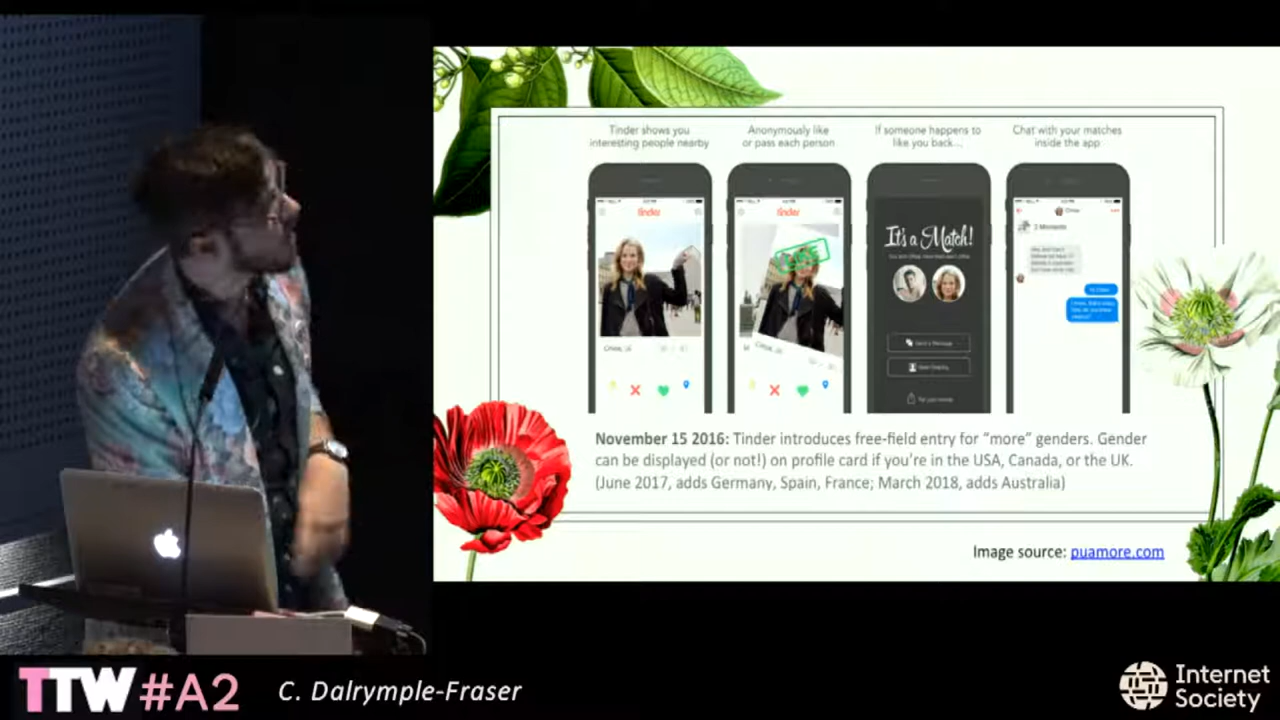 Tinder shows you
interesting people nearby
Anonymously like
or pass each person
If someone happens to
like you back...
Chat with your matches
inside the app
tinder
tinder
LIKE
It's a Match!
2 Moments
November 15 2016: Tinder introduces free-field entry for “more” genders. Gender
can be displayed (or not!) on profile card if you're in the USA, Canada, or the UK.
(June 2017, adds Germany, Spain, France; March 2018, adds Australia)
Image source: puamore.com
TTW #A2
C. Dalrymple-Fraser
Internet
Society